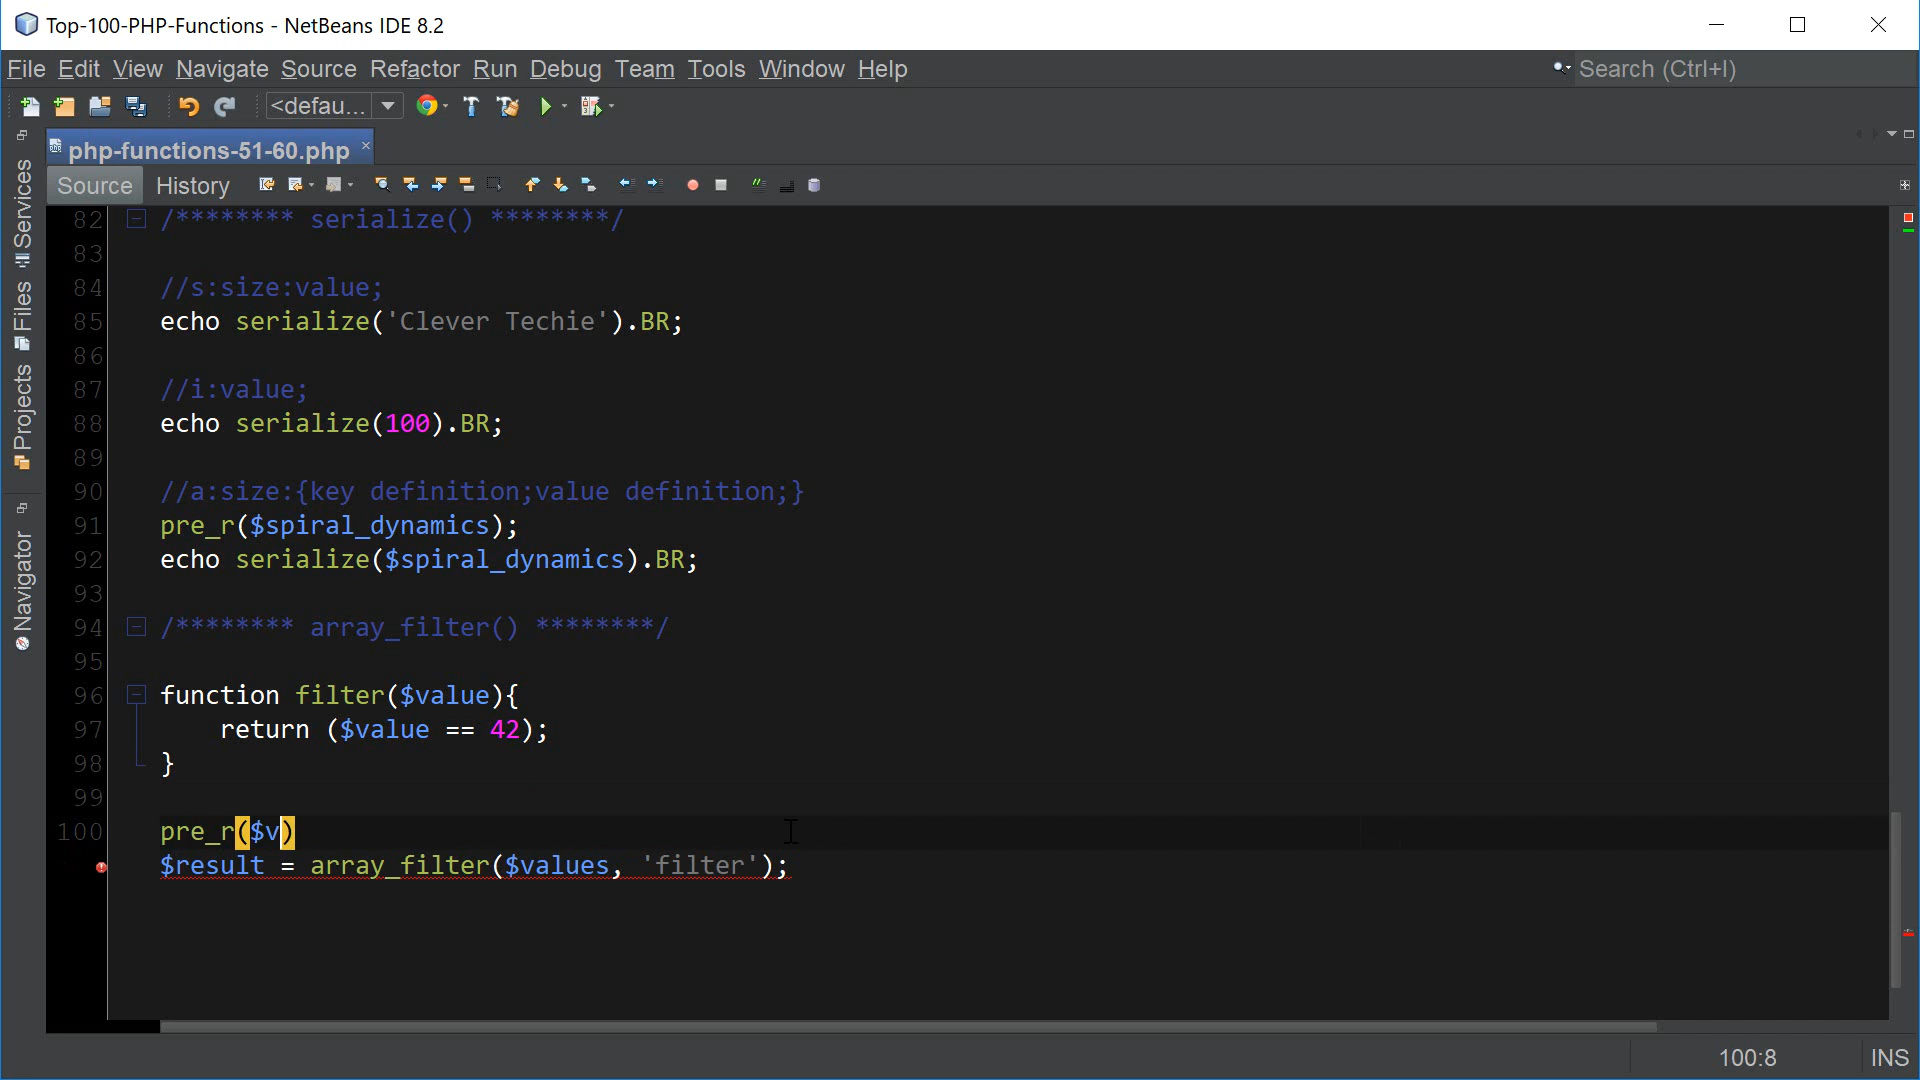 Top-100-PHP-Functions - NetBeans IDE 8.2
File Edit View Navigate Source Refactor Run Debug Team Tools Window Help
Search (Ctrl+I)
<defau...
php-functions-51-60.php
Source History
Services
Files
Projects
Navigator
82 /******** serialize() ********/
83
84 //s:size:value;
85 echo serialize('Clever Techie').BR;
86
87 //i:value;
88 echo serialize(100).BR;
89
90 //a:size:{key definition;value definition;}
91 pre_r($spiral_dynamics);
92 echo serialize($spiral_dynamics).BR;
93
94 /******** array_filter() ********/
95
96 function filter($value){
97 return ($value == 42);
98 }
99
100 pre_r($v)
$result = array_filter($values, 'filter');
100:8 INS